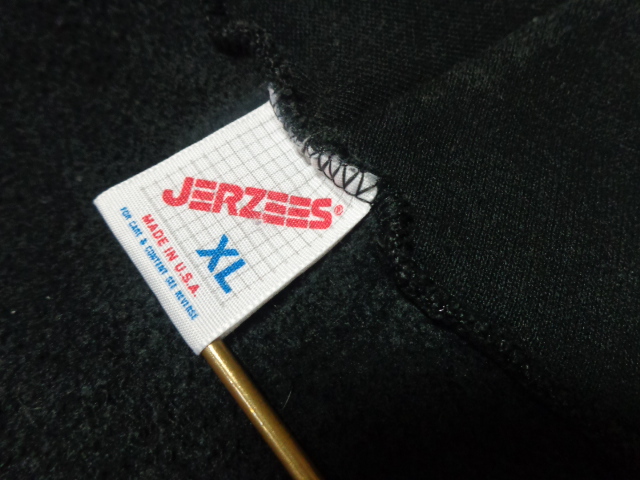 JERZEES®
XL
MADE IN U.S.A.
FOR CARE & CONTENT SEE REVERSE